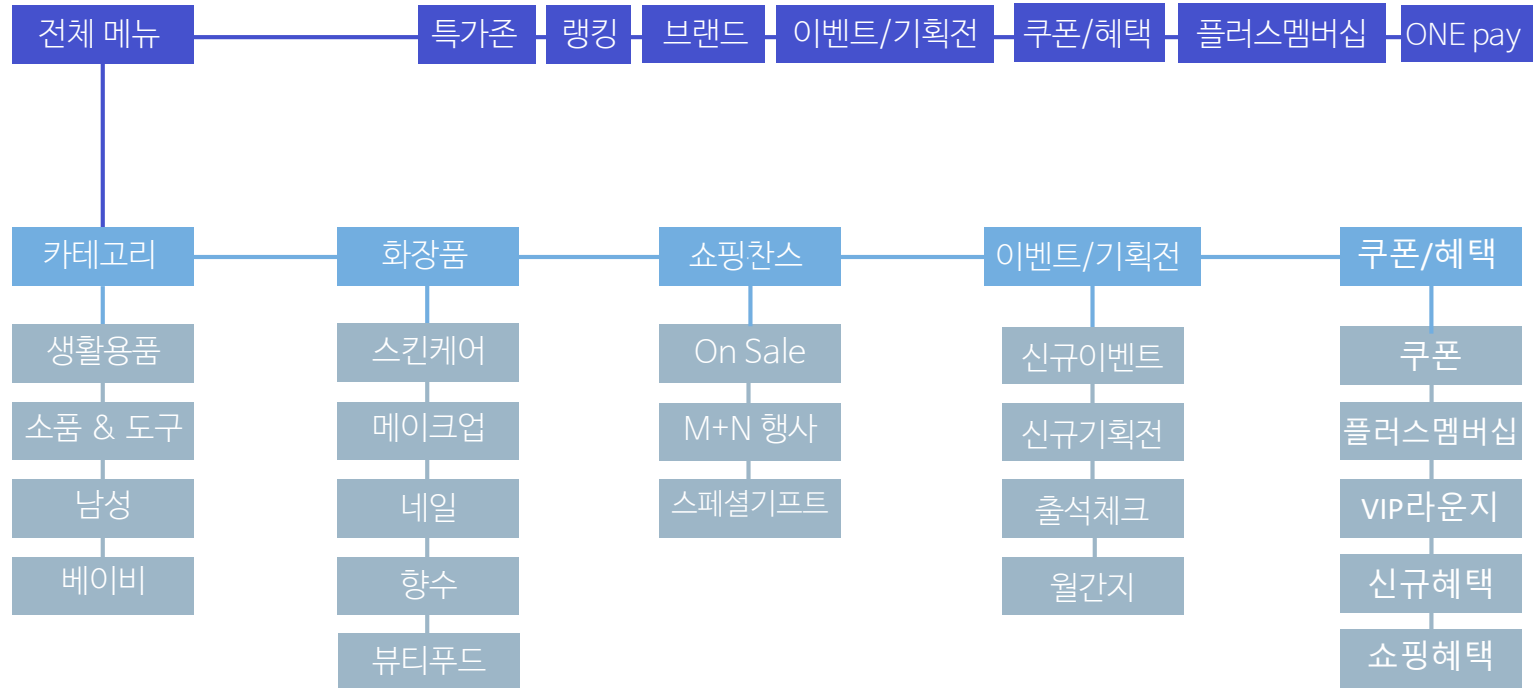 전체 메뉴
특가존
랭킹
브랜드
이벤트/기획전
쿠폰/혜택
플러스멤버십
ONE pay
카테고리
생활용품
소품 & 도구
남성
베이비
화장품
스킨케어
메이크업
네일
향수
뷰티푸드
쇼핑찬스
On Sale
M+N 행사
스페셜기프트
이벤트/기획전
신규이벤트
신규기획전
출석체크
월간지
쿠폰/혜택
쿠폰
플러스멤버십
VIP라운지
신규혜택
쇼핑혜택